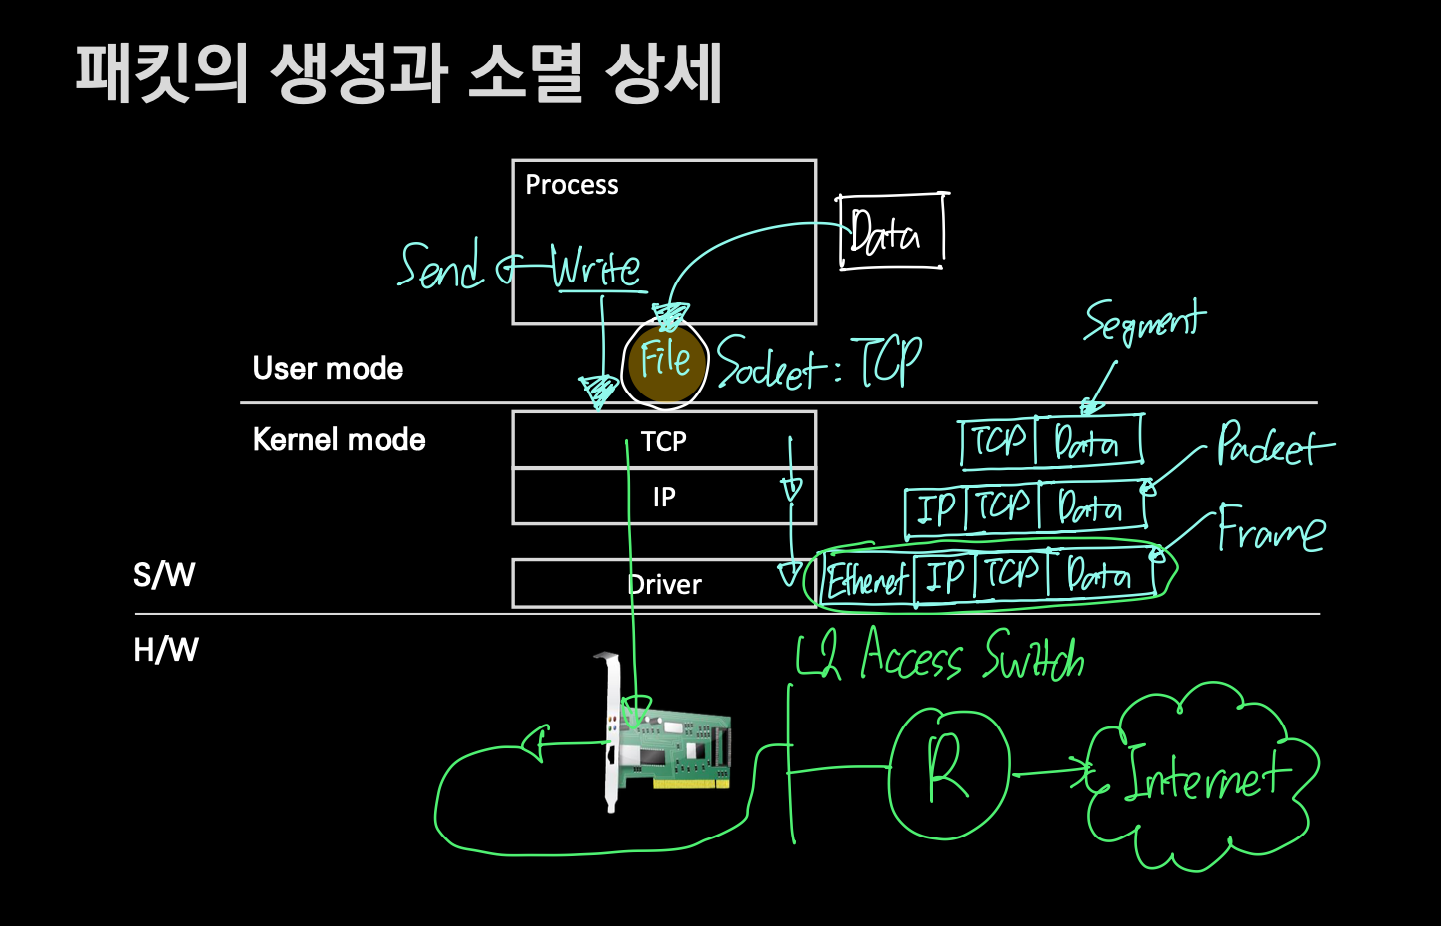 패킷의 생성과 소멸 상세
Process
Data
Send Write
File Socket: TCP
Segment
User mode
Kernel mode
TCP
TCP Data
Packet
IP
IP TCP Data
Frame
S/W
Driver
Ethernet IP TCP Data
H/W
L2 Access Switch
R
Internet